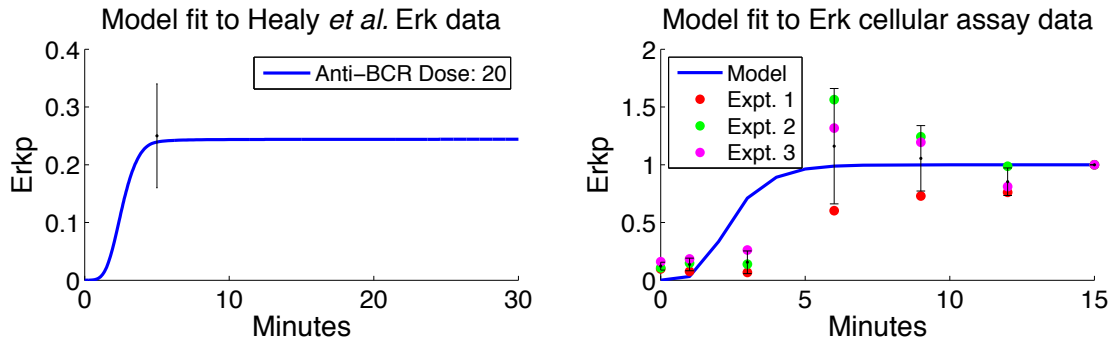 Model fit to Healy et al. Erk data
0.4
0.3
0.2
0.1
0
Erkp
Anti-BCR Dose: 20
0 10 20 30
Minutes
Model fit to Erk cellular assay data
2
1.5
1
0.5
0
Erkp
Model
Expt. 1
Expt. 2
Expt. 3
0 5 10 15
Minutes